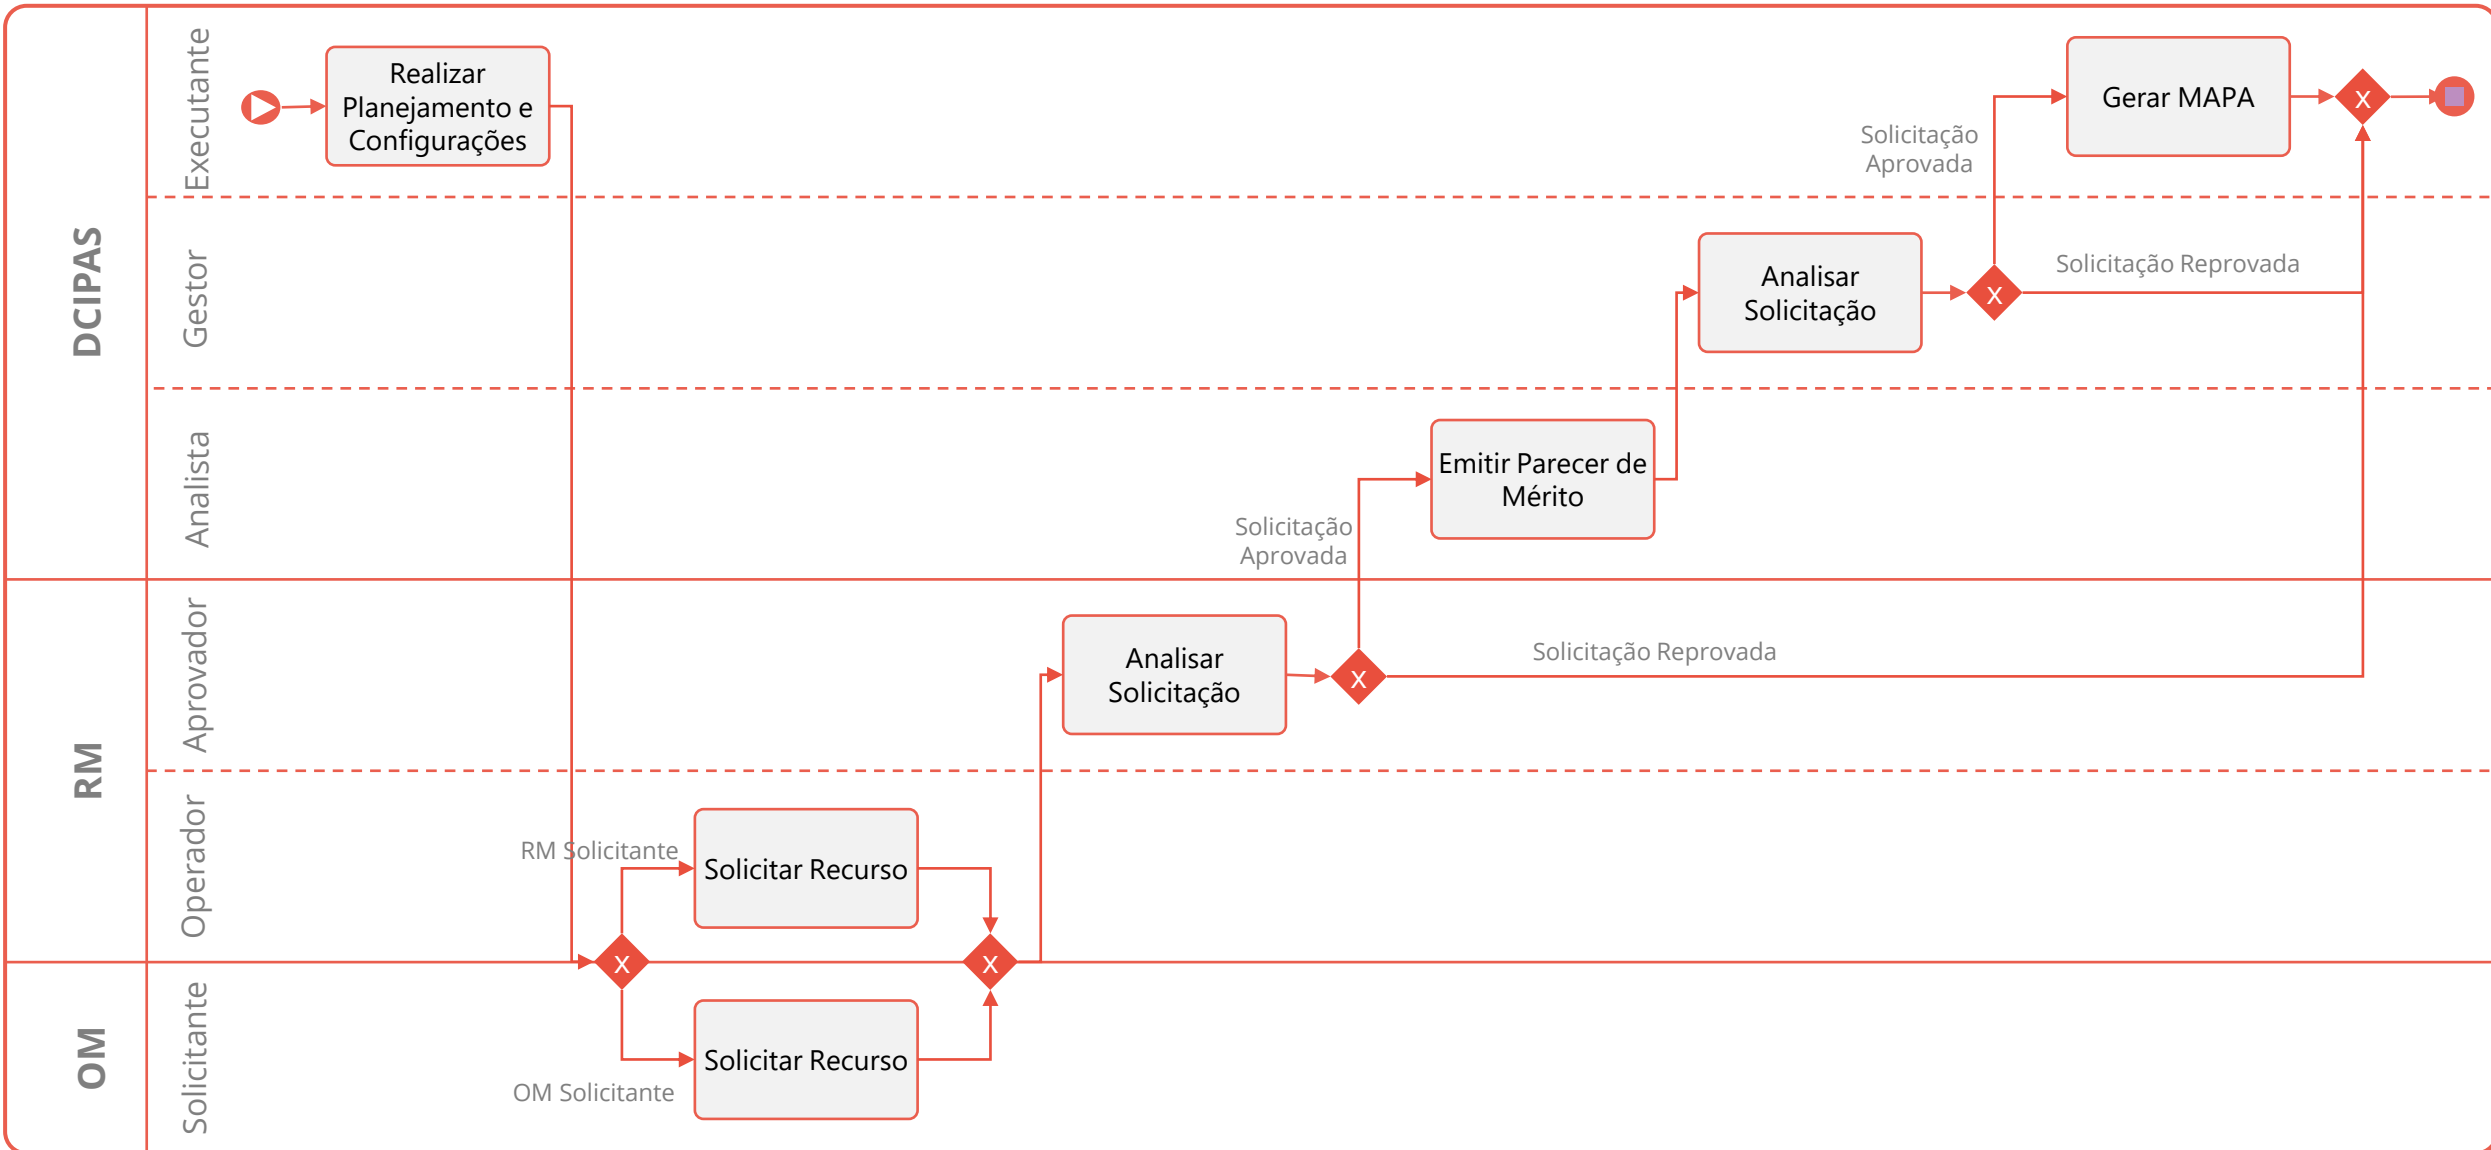 DCIPAS
Executante
Realizar
Planejamento e
Configurações
Gerar MAPA
X
Solicitação
Aprovada
Gestor
Analisar
Solicitação
X
Solicitação Reprovada
Analista
Emitir Parecer de
Mérito
Solicitação
Aprovada
RM
Aprovador
Analisar
Solicitação
X
Solicitação Reprovada
Operador
RM Solicitante
Solicitar Recurso
X
X
OM
Solicitante
Solicitar Recurso
OM Solicitante